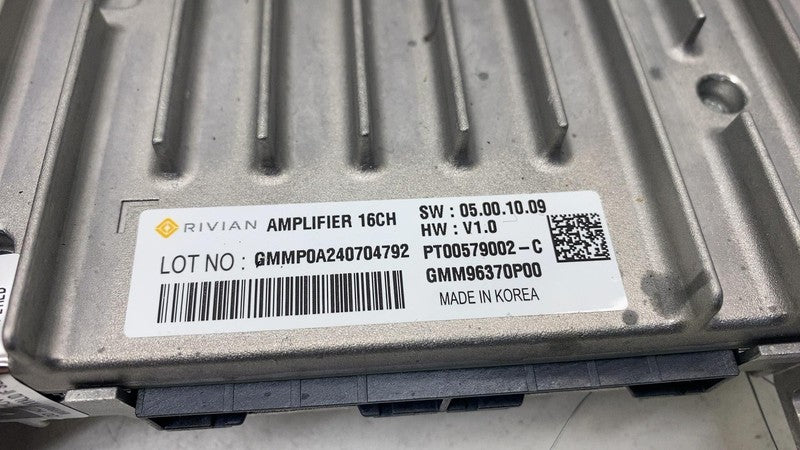 RIVIAN AMPLIFIER 16CH
SW : 05.00.10.09
HW : V1.0
LOT NO : GMMP0A240704792
PT00579002-C
GMM96370P00
MADE IN KOREA